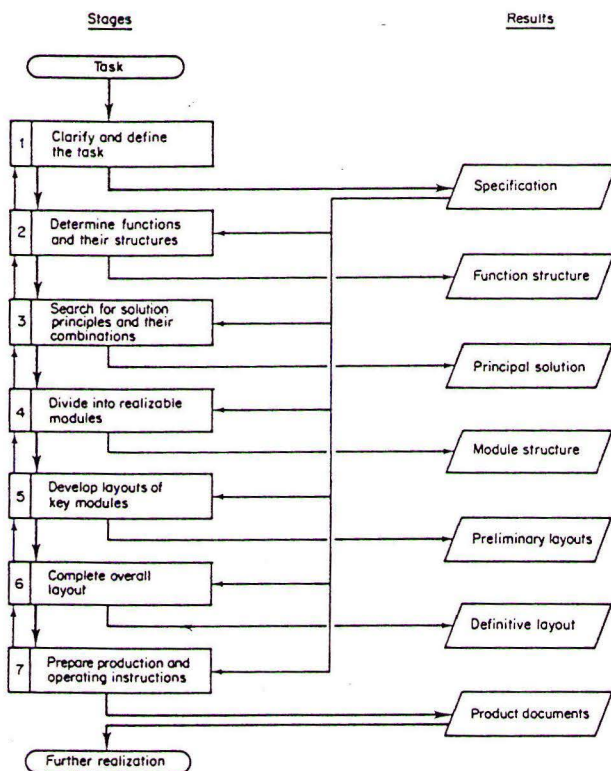 Stages
Results
Task
1
Clarify and define
the task
Specification
2
Determine functions
and their structures
Function structure
3
Search for solution
principles and their
combinations
Principal solution
4
Divide into realizable
modules
Module structure
5
Develop layouts of
key modules
Preliminary layouts
6
Complete overall
layout
Definitive layout
7
Prepare production and
operating instructions
Product documents
Further realization